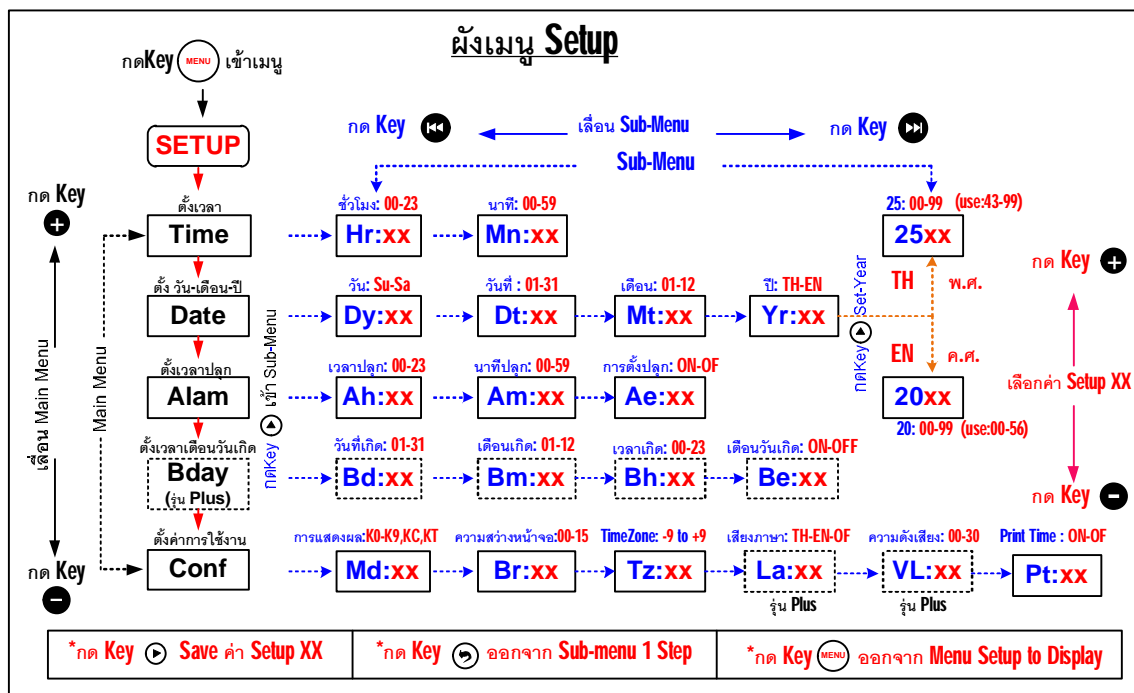 ผังเมนู Setup
กดKey MENU เข้าเมนู
SETUP
กด Key
เลื่อน Sub-Menu
กด Key
Sub-Menu
กด Key
+
เลื่อน Main Menu
กด Key
−
Main Menu
กดKey เข้า Sub-Menu
ตั้งเวลา
Time
ชั่วโมง: 00-23
Hr:xx
นาที: 00-59
Mn:xx
25: 00-99 (use:43-99)
25xx
ตั้ง วัน-เดือน-ปี
Date
วัน: Su-Sa
Dy:xx
วันที่ : 01-31
Dt:xx
เดือน: 01-12
Mt:xx
ปี: TH-EN
Yr:xx
กดKey Set-Year
TH พ.ศ.
EN ค.ศ.
20xx
20: 00-99 (use:00-56)
กด Key +
เลือกค่า Setup XX
กด Key −
ตั้งเวลาปลุก
Alam
เวลาปลุก: 00-23
Ah:xx
นาทีปลุก: 00-59
Am:xx
การตั้งปลุก: ON-OF
Ae:xx
ตั้งเวลาเตือนวันเกิด
Bday
(รุ่น Plus)
วันที่เกิด: 01-31
Bd:xx
เดือนเกิด: 01-12
Bm:xx
เวลาเกิด: 00-23
Bh:xx
เตือนวันเกิด: ON-OFF
Be:xx
ตั้งค่าการใช้งาน
Conf
การแสดงผล:K0-K9,KC,KT
Md:xx
ความสว่างหน้าจอ:00-15
Br:xx
TimeZone: -9 to +9
Tz:xx
เสียงภาษา: TH-EN-OF
La:xx
รุ่น Plus
ความดังเสียง: 00-30
VL:xx
รุ่น Plus
Print Time : ON-OF
Pt:xx
*กด Key Save ค่า Setup XX
*กด Key ออกจาก Sub-menu 1 Step
*กด Key MENU ออกจาก Menu Setup to Display